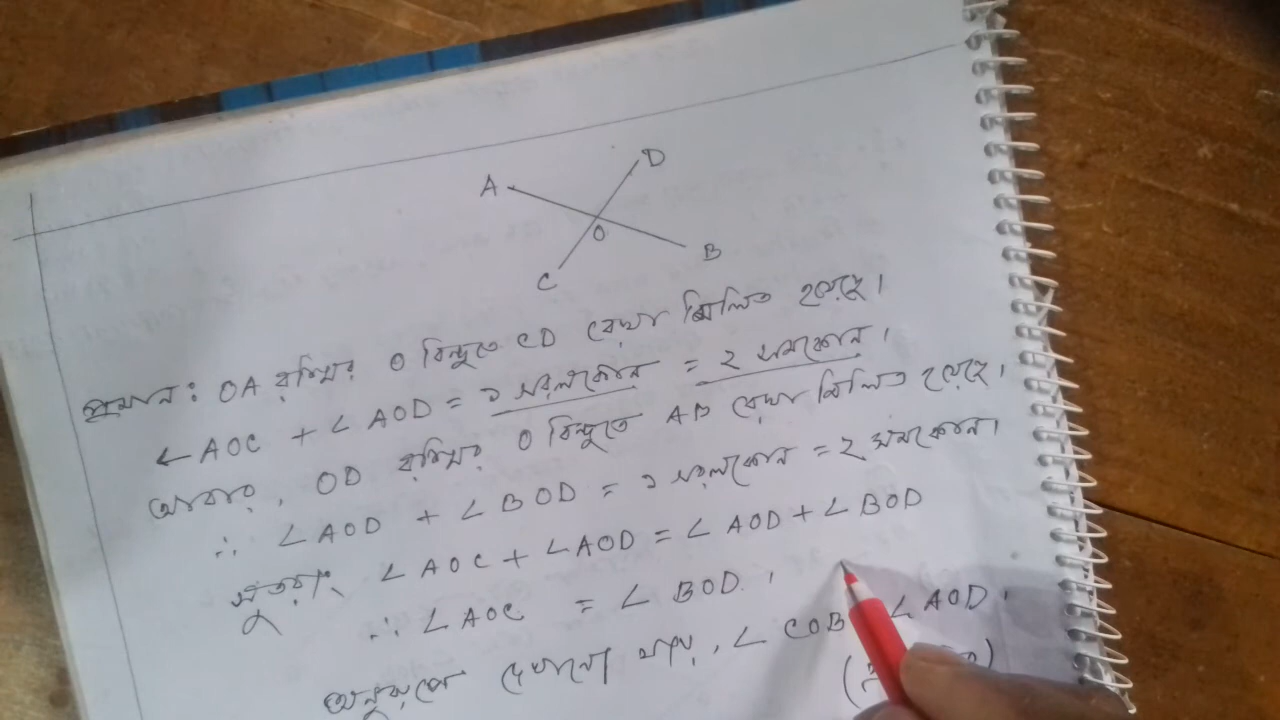 A
D
O
C
B
প্রমাণ: OA রশ্মির O বিন্দুতে CD রেখা মিলিত হয়েছে।
∠AOC + ∠AOD = ১ সরলকোন = ২ সমকোন।
আবার, OD রশ্মির O বিন্দুতে AB রেখা মিলিত হয়েছে।
∴ ∠AOD + ∠BOD = ১ সরলকোন = ২ সমকোন।
সুতরাং ∠AOC + ∠AOD = ∠AOD + ∠BOD
∴ ∠AOC = ∠BOD.
অনুরূপে দেখানো যায়, ∠COB ∠AOD.